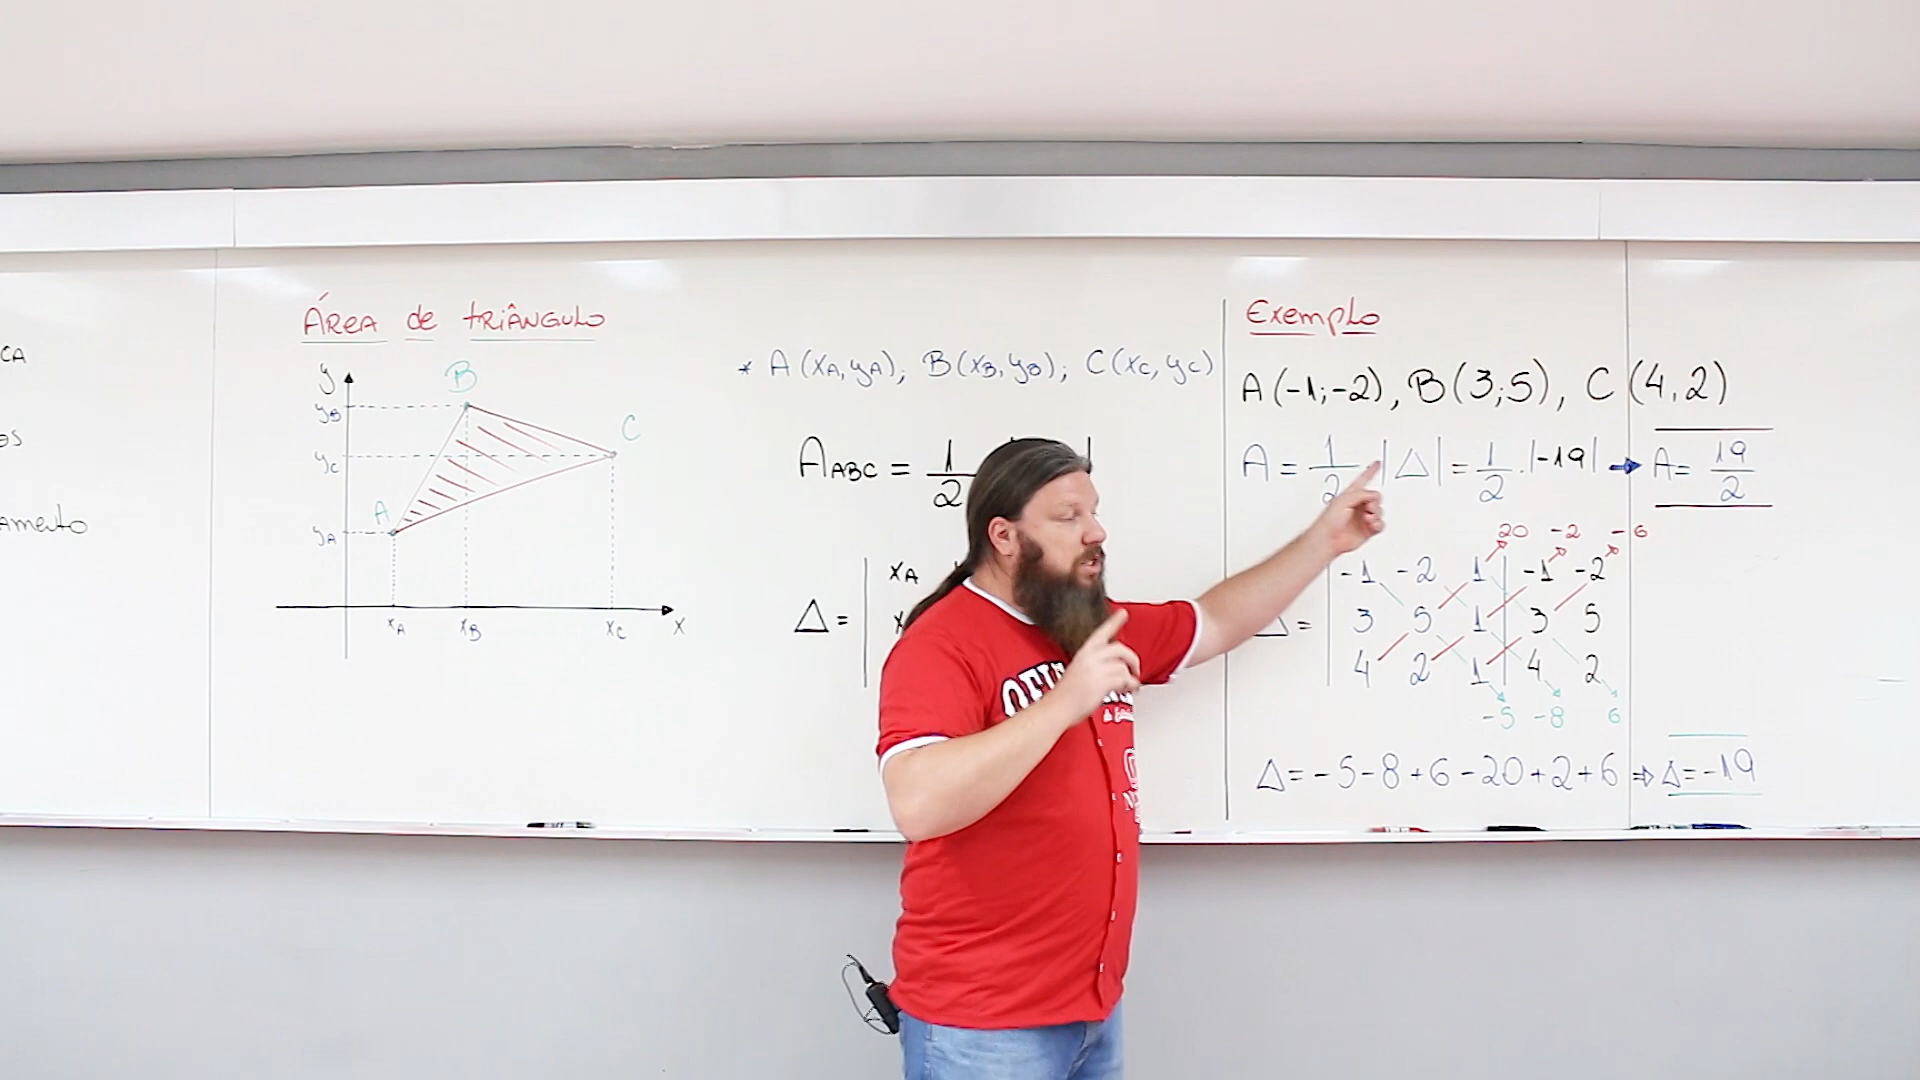 CA
OS
AMENTO
ÁREA de TRIÂNGULO
y
B
yB
C
yC
A
yA
xA xB xC x
* A(xA,yA); B(xB,yB); C(xC,yC)
AABC = 1/2
Δ = | xA
Exemplo
A(-1;-2), B(3;5), C(4,2)
A = 1/2 |Δ| = 1/2 . |-19| → A = 19/2
20 -2 -6
-1 -2 1 | -1 -2
Δ = 3 5 1 3 5
4 2 1 4 2
-5 -8 6
Δ = -5-8+6-20+2+6 ⇒ Δ = -19